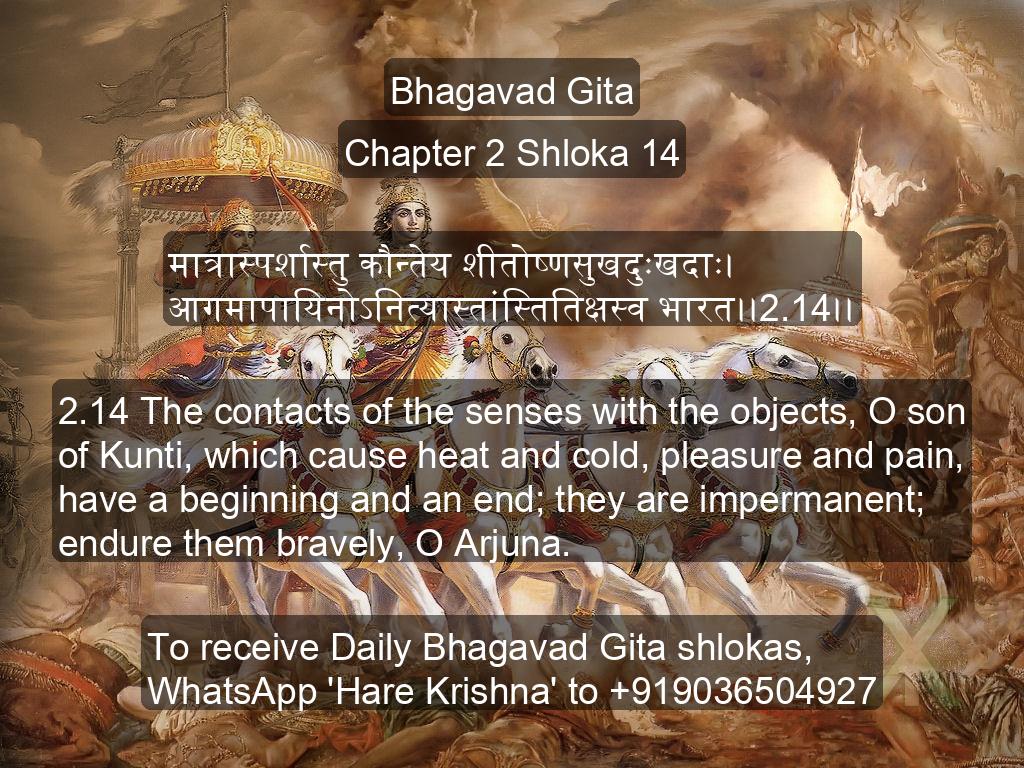 Bhagavad Gita
Chapter 2 Shloka 14
मात्रास्पर्शास्तु कौन्तेय शीतोष्णसुखदुःखदाः।
आगमापायिनोऽनित्यास्तांस्तितिक्षस्व भारत।।2.14।।
2.14 The contacts of the senses with the objects, O son
of Kunti, which cause heat and cold, pleasure and pain,
have a beginning and an end; they are impermanent;
endure them bravely, O Arjuna.
To receive Daily Bhagavad Gita shlokas,
WhatsApp 'Hare Krishna' to +919036504927